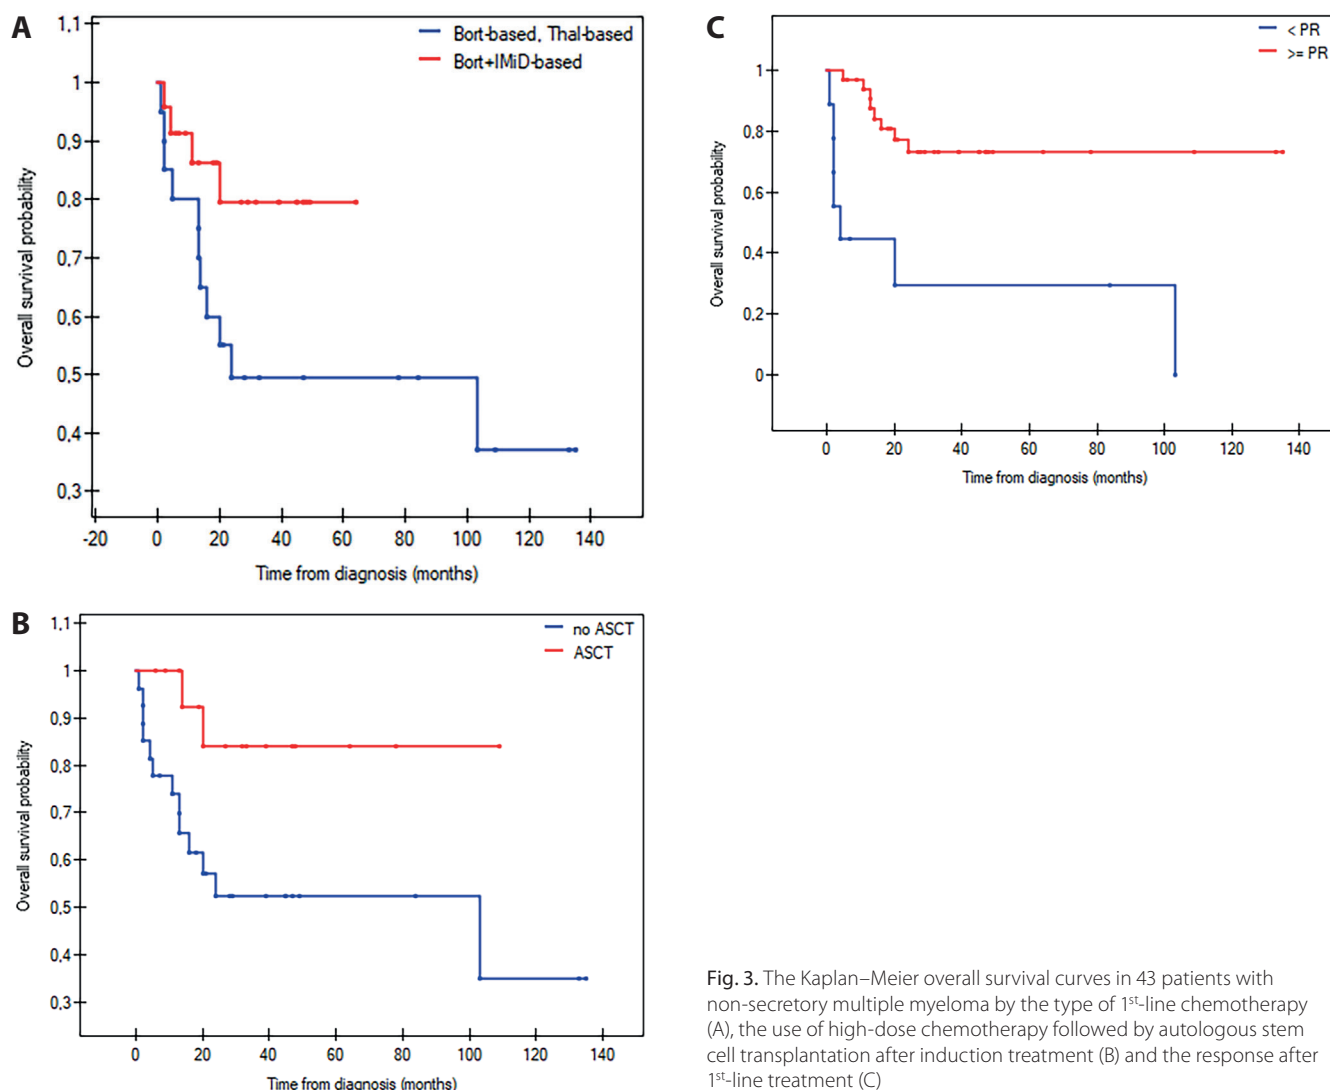 A
Bort-based, Thal-based
Bort+IMiD-based
1,1
1
0,9
0,8
0,7
0,6
0,5
0,4
0,3
Overall survival probability
-20 0 20 40 60 80 100 120 140
Time from diagnosis (months)
B
no ASCT
ASCT
1,1
1
0,9
0,8
0,7
0,6
0,5
0,4
0,3
Overall survival probability
0 20 40 60 80 100 120 140
Time from diagnosis (months)
C
< PR
>= PR
1
0,8
0,6
0,4
0,2
0
Overall survival probability
0 20 40 60 80 100 120 140
Time from diagnosis (months)
Fig. 3. The Kaplan–Meier overall survival curves in 43 patients with
non-secretory multiple myeloma by the type of 1st-line chemotherapy
(A), the use of high-dose chemotherapy followed by autologous stem
cell transplantation after induction treatment (B) and the response after
1st-line treatment (C)